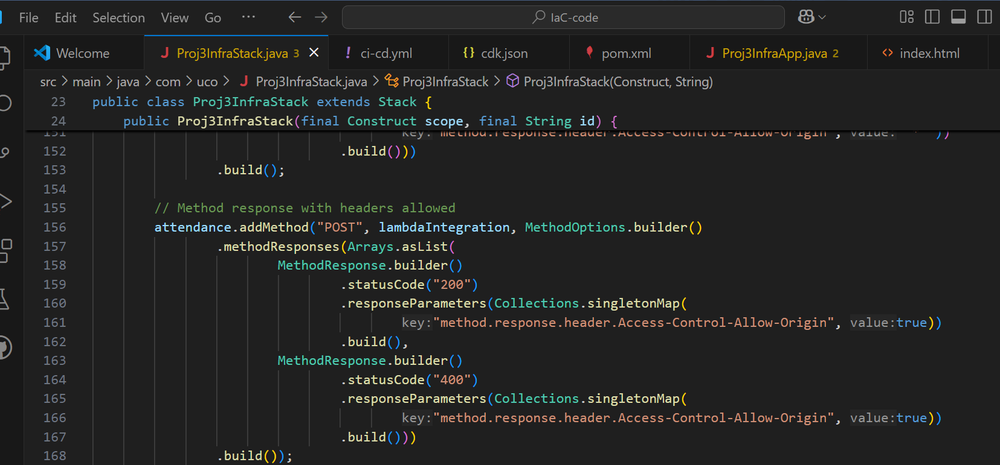 File Edit Selection View Go ··· ← → IaC-code
Welcome Proj3InfraStack.java 3 × ! ci-cd.yml {} cdk.json pom.xml Proj3InfraApp.java 2 <> index.html
src > main > java > com > uco > J Proj3InfraStack.java > Proj3InfraStack > Proj3InfraStack(Construct, String)
23 public class Proj3InfraStack extends Stack {
24 public Proj3InfraStack(final Construct scope, final String id) {
151 key: "method.response.header.Access-Control-Allow-Origin", value: "'*'"))
152 .build()))
153 .build();
154
155 // Method response with headers allowed
156 attendance.addMethod("POST", lambdaIntegration, MethodOptions.builder()
157 .methodResponses(Arrays.asList(
158 MethodResponse.builder()
159 .statusCode("200")
160 .responseParameters(Collections.singletonMap(
161 key:"method.response.header.Access-Control-Allow-Origin", value:true))
162 .build(),
163 MethodResponse.builder()
164 .statusCode("400")
165 .responseParameters(Collections.singletonMap(
166 key:"method.response.header.Access-Control-Allow-Origin", value:true))
167 .build()))
168 .build());